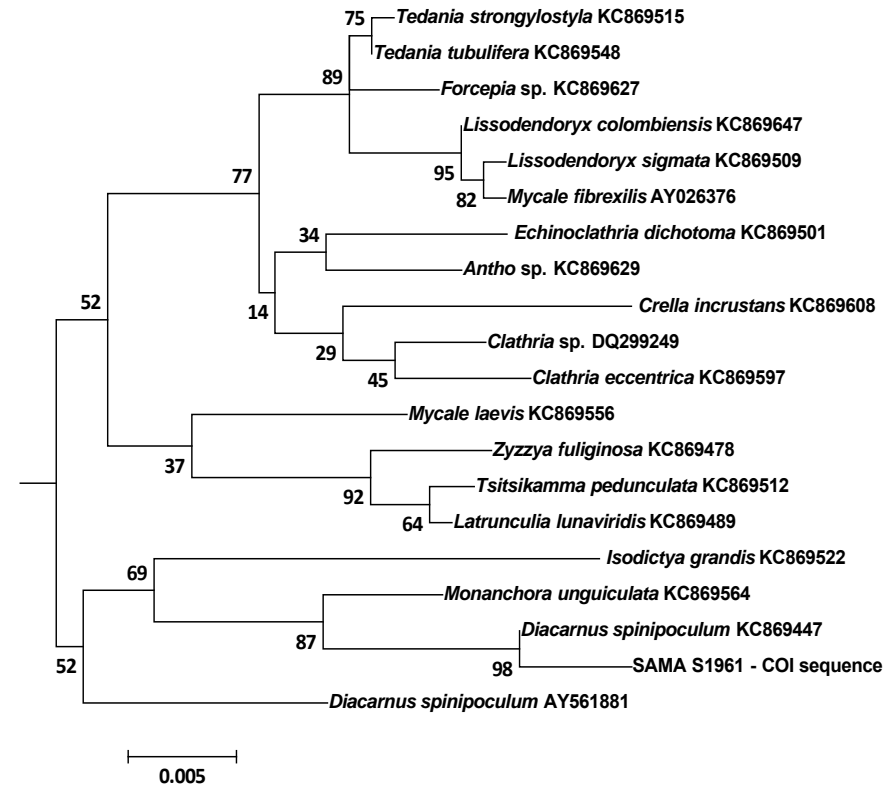 75
Tedania strongylostyla KC869515
Tedania tubulifera KC869548
89
Forcepia sp. KC869627
Lissodendoryx colombiensis KC869647
95
Lissodendoryx sigmata KC869509
82
Mycale fibrexilis AY026376
77
34
Echinoclathria dichotoma KC869501
Antho sp. KC869629
14
Crella incrustans KC869608
52
29
Clathria sp. DQ299249
45
Clathria eccentrica KC869597
Mycale laevis KC869556
37
Zyzzya fuliginosa KC869478
92
Tsitsikamma pedunculata KC869512
64
Latrunculia lunaviridis KC869489
69
Isodictya grandis KC869522
Monanchora unguiculata KC869564
87
Diacarnus spinipoculum KC869447
98
SAMA S1961 - COI sequence
52
Diacarnus spinipoculum AY561881
0.005